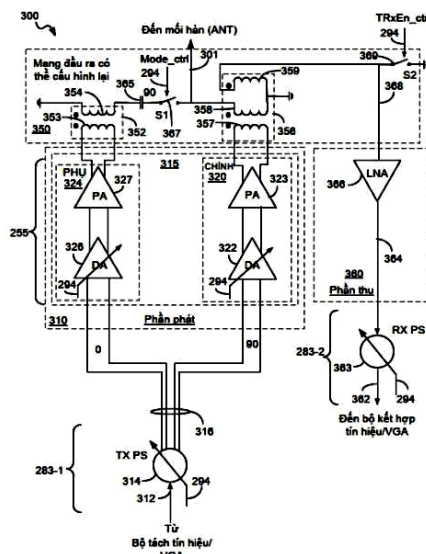 300
Đến mối hàn (ANT)
TRxEn_ctrl
294
Mode_ctrl
294
301
369
359
S2
Mạng đầu ra có
thể cấu hình lại
365
90
354
S1
367
368
358
353
357
350
352
356
315
PHỤ
324
327
PA
CHÍNH
320
323
PA
366
LNA
255
326
DA
322
DA
364
294
294
360
Phần thu
310
Phần phát
0
90
RX PS
283-2
363
316
362
294
Đến bộ kết hợp
tín hiệu/VGA
TX PS
283-1
314
294
312
Từ
Bộ tách tín hiệu/
VGA